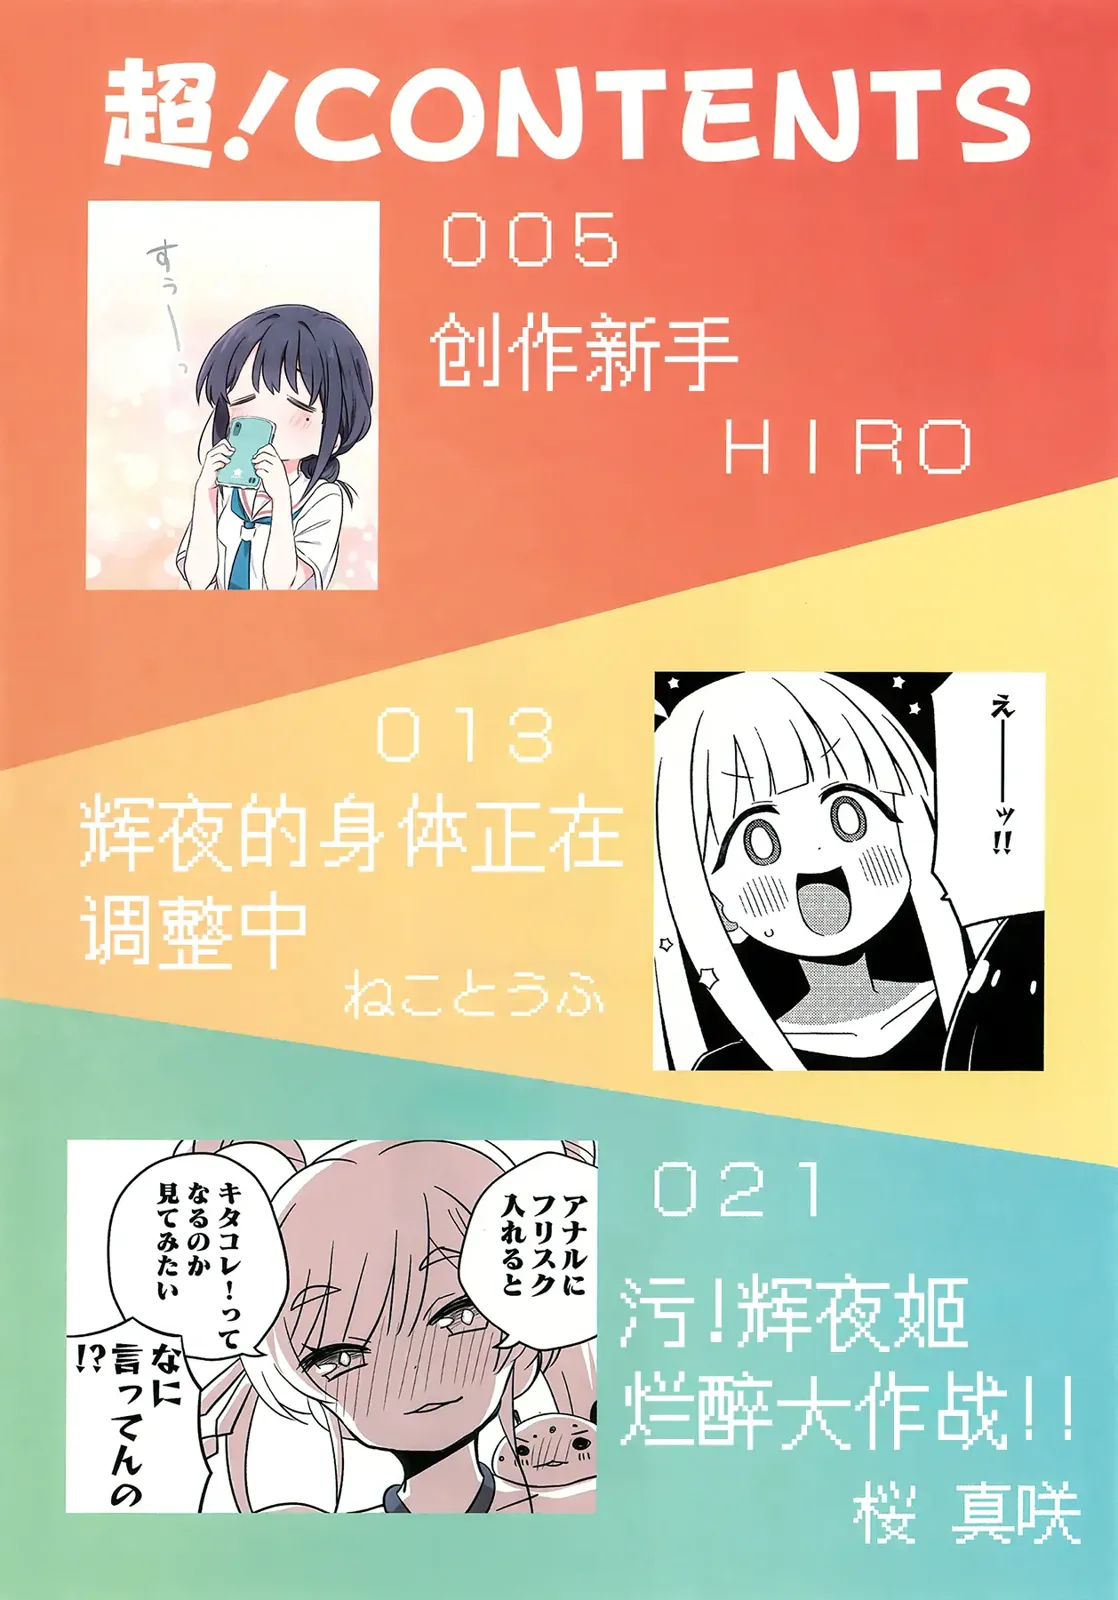 超!CONTENTS
すぅーっ
005
创作新手
HIRO
013
辉夜的身体正在
调整中
ねことうふ
えーーッ!!
アナルに
フリスク
入れると
キタコレ!って
なるのか
見てみたい
なに
言ってんの
!?
021
污!辉夜姬
烂醉大作战!!
桜 真咲